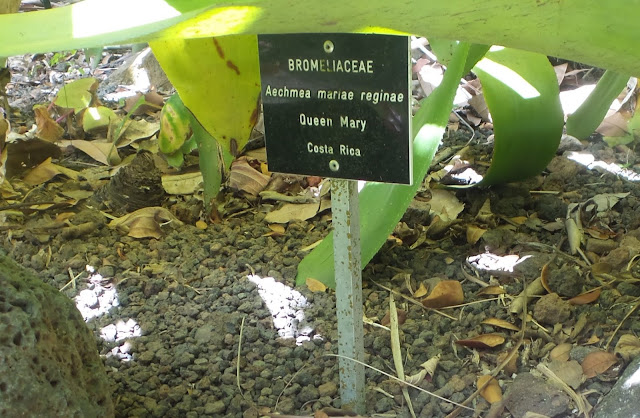 BROMELIACEAE
Aechmea mariae reginae
Queen Mary
Costa Rica